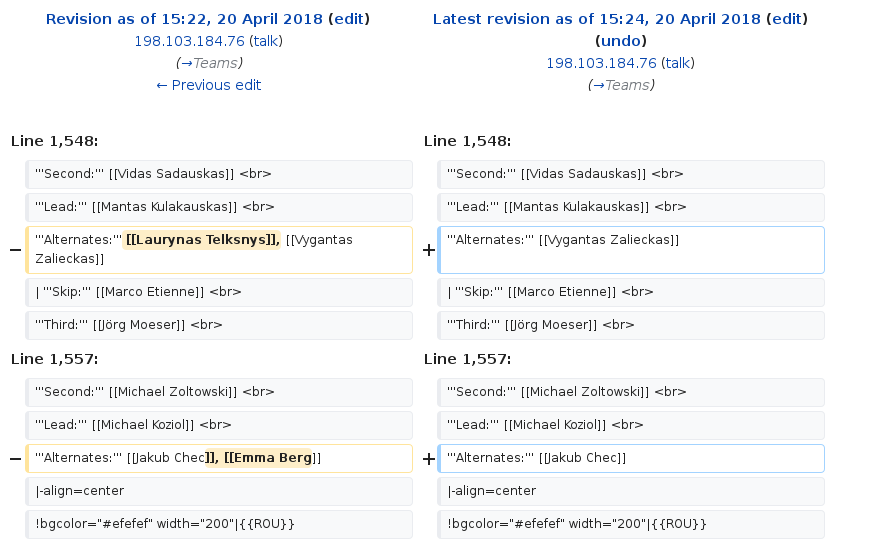 Revision as of 15:22, 20 April 2018 (edit)
198.103.184.76 (talk)
(→Teams)
← Previous edit
Latest revision as of 15:24, 20 April 2018 (edit)
(undo)
198.103.184.76 (talk)
(→Teams)
Line 1,548:
Line 1,548:
'''Second:''' [[Vidas Sadauskas]] <br>
'''Second:''' [[Vidas Sadauskas]] <br>
'''Lead:''' [[Mantas Kulakauskas]] <br>
'''Lead:''' [[Mantas Kulakauskas]] <br>
− '''Alternates:''' [[Laurynas Telksnys]], [[Vygantas
Zalieckas]]
+ '''Alternates:''' [[Vygantas Zalieckas]]
| '''Skip:''' [[Marco Etienne]] <br>
| '''Skip:''' [[Marco Etienne]] <br>
'''Third:''' [[Jörg Moeser]] <br>
'''Third:''' [[Jörg Moeser]] <br>
Line 1,557:
Line 1,557:
'''Second:''' [[Michael Zoltowski]] <br>
'''Second:''' [[Michael Zoltowski]] <br>
'''Lead:''' [[Michael Koziol]] <br>
'''Lead:''' [[Michael Koziol]] <br>
− '''Alternates:''' [[Jakub Chec]], [[Emma Berg]]
+ '''Alternates:''' [[Jakub Chec]]
|-align=center
|-align=center
!bgcolor="#efefef" width="200"|{{ROU}}
!bgcolor="#efefef" width="200"|{{ROU}}